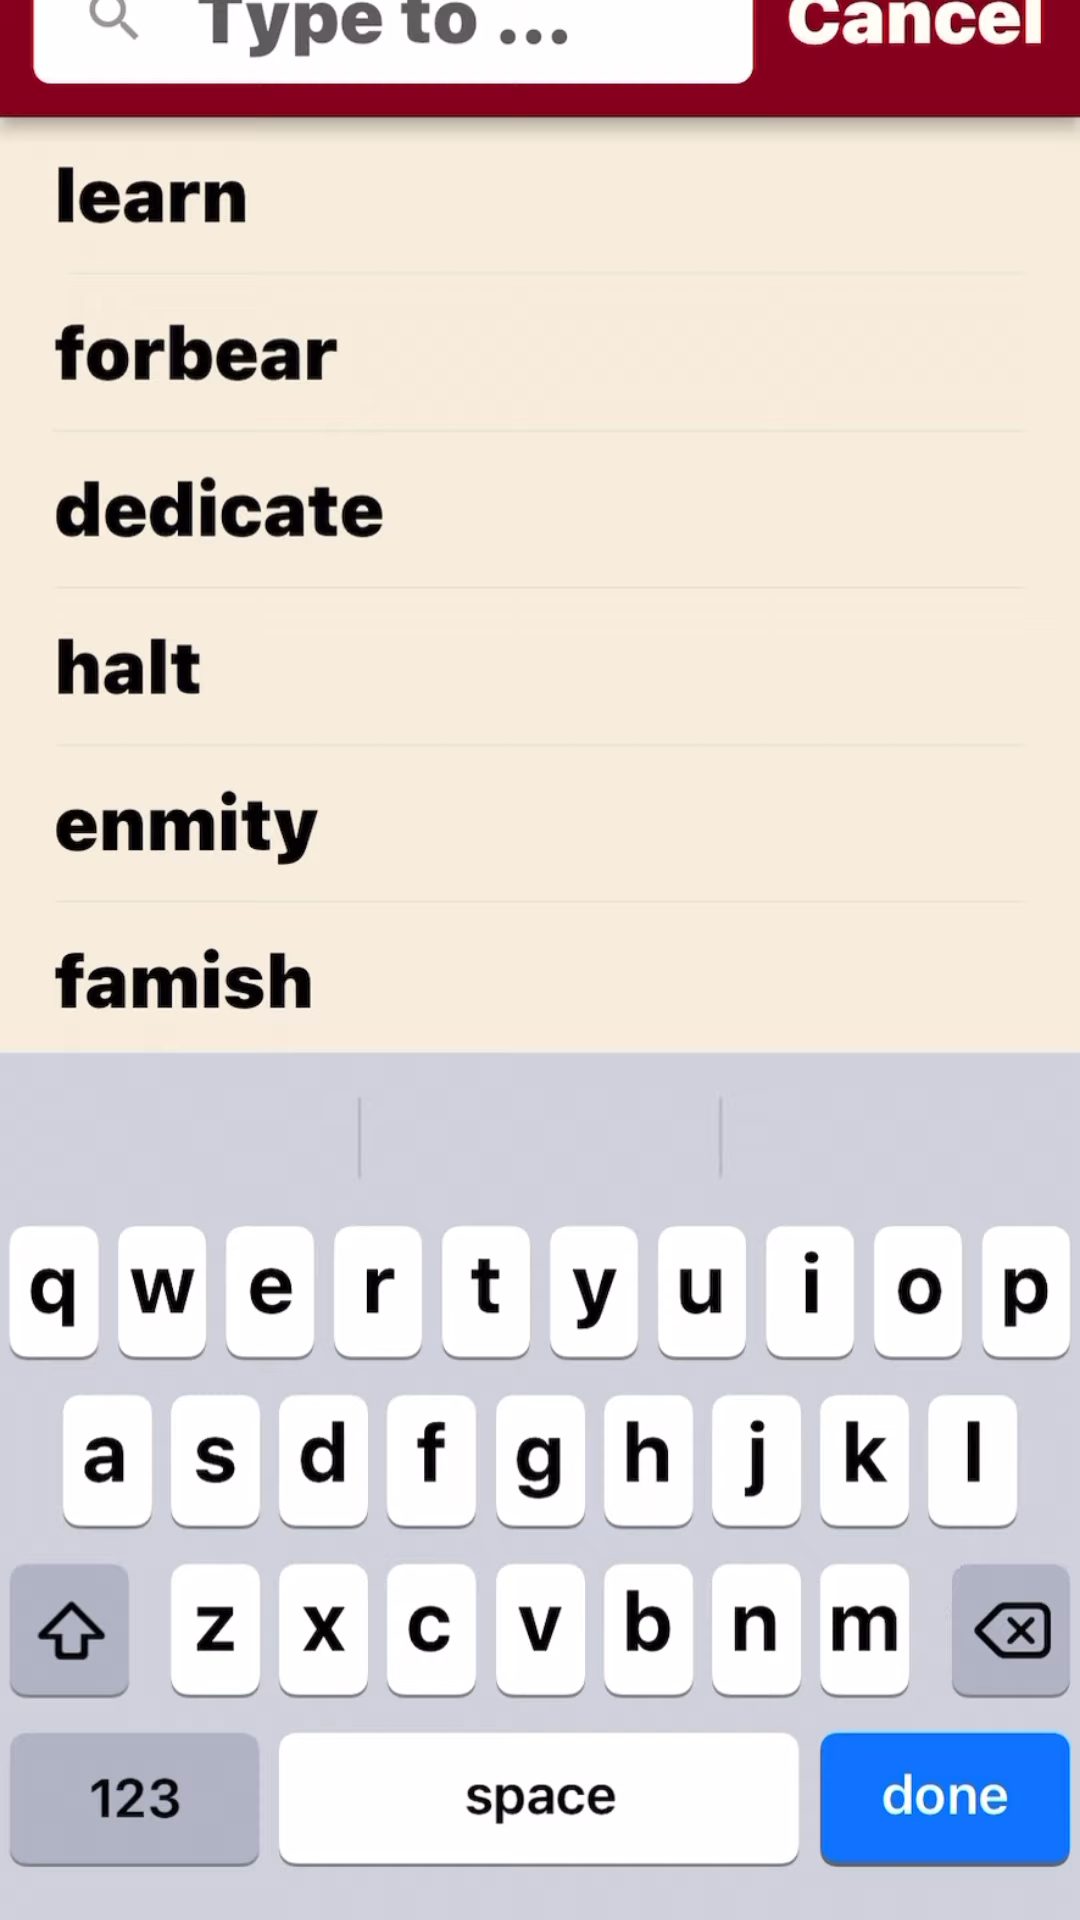 Type to ... Cancel
learn
forbear
dedicate
halt
enmity
famish
q w e r t y u i o p
a s d f g h j k l
z x c v b n m
123 space done